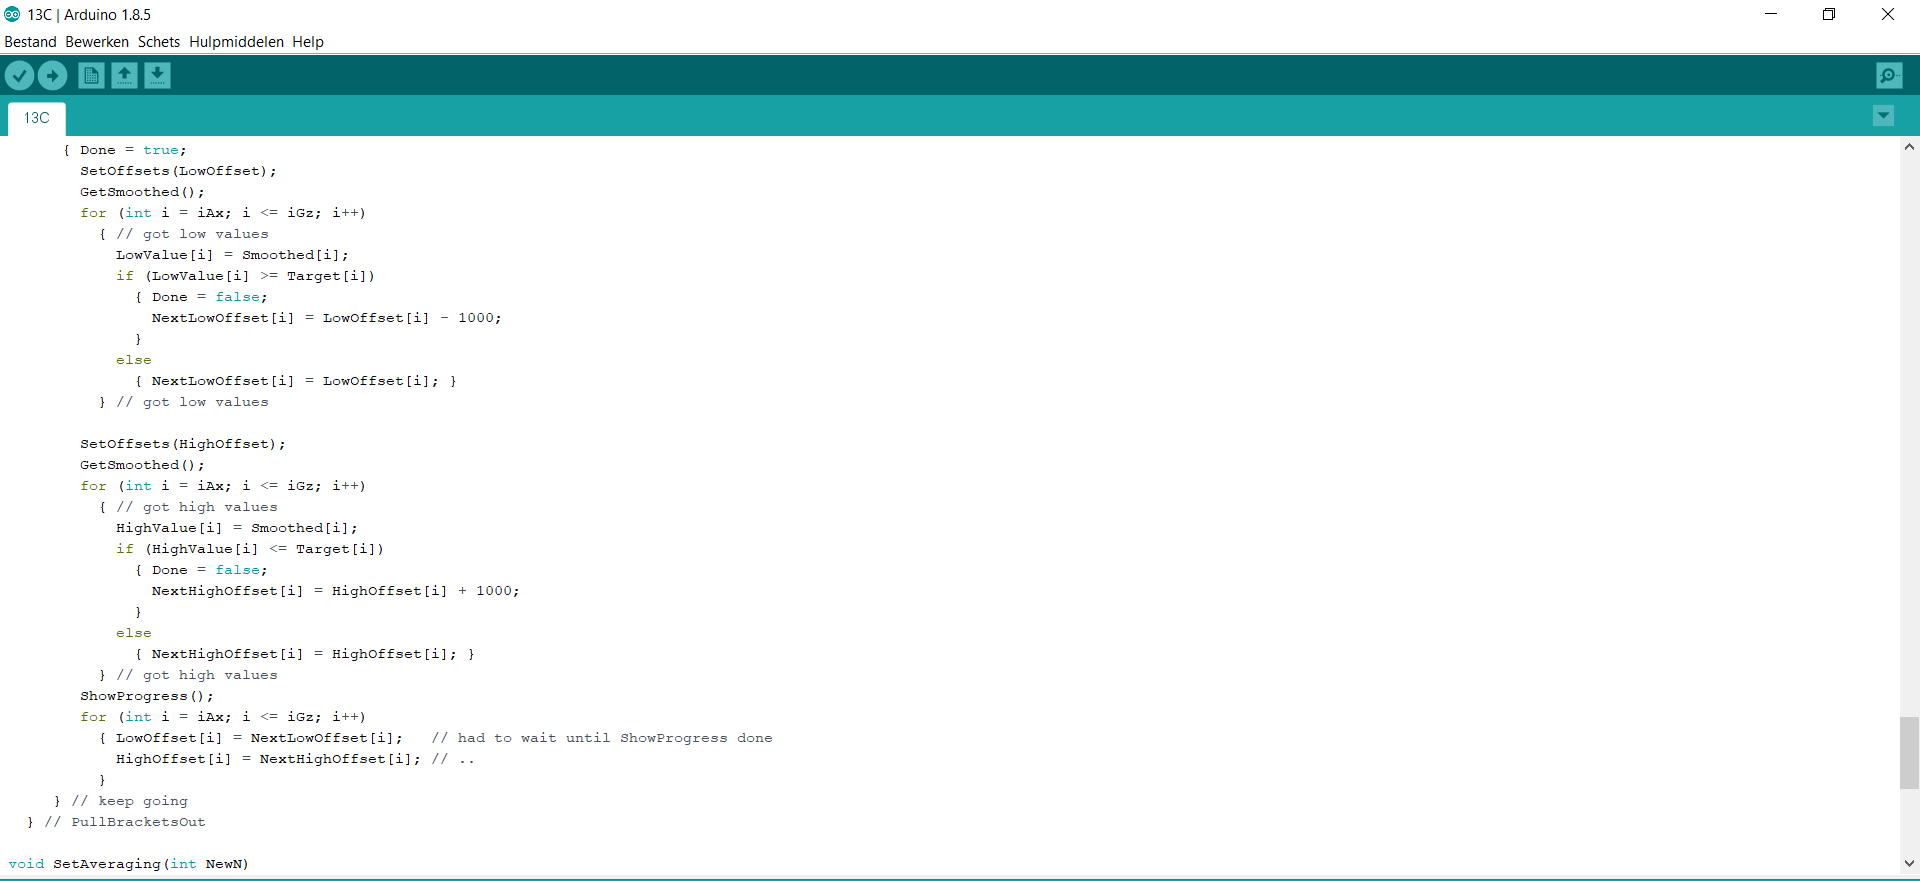 13C | Arduino 1.8.5
Bestand Bewerken Schets Hulpmiddelen Help
13C
{ Done = true;
SetOffsets(LowOffset);
GetSmoothed();
for (int i = iAx; i <= iGz; i++)
{ // got low values
LowValue[i] = Smoothed[i];
if (LowValue[i] >= Target[i])
{ Done = false;
NextLowOffset[i] = LowOffset[i] - 1000;
}
else
{ NextLowOffset[i] = LowOffset[i]; }
} // got low values
SetOffsets(HighOffset);
GetSmoothed();
for (int i = iAx; i <= iGz; i++)
{ // got high values
HighValue[i] = Smoothed[i];
if (HighValue[i] <= Target[i])
{ Done = false;
NextHighOffset[i] = HighOffset[i] + 1000;
}
else
{ NextHighOffset[i] = HighOffset[i]; }
} // got high values
ShowProgress();
for (int i = iAx; i <= iGz; i++)
{ LowOffset[i] = NextLowOffset[i];   // had to wait until ShowProgress done
HighOffset[i] = NextHighOffset[i]; // ..
}
} // keep going
} // PullBracketsOut
void SetAveraging(int NewN)